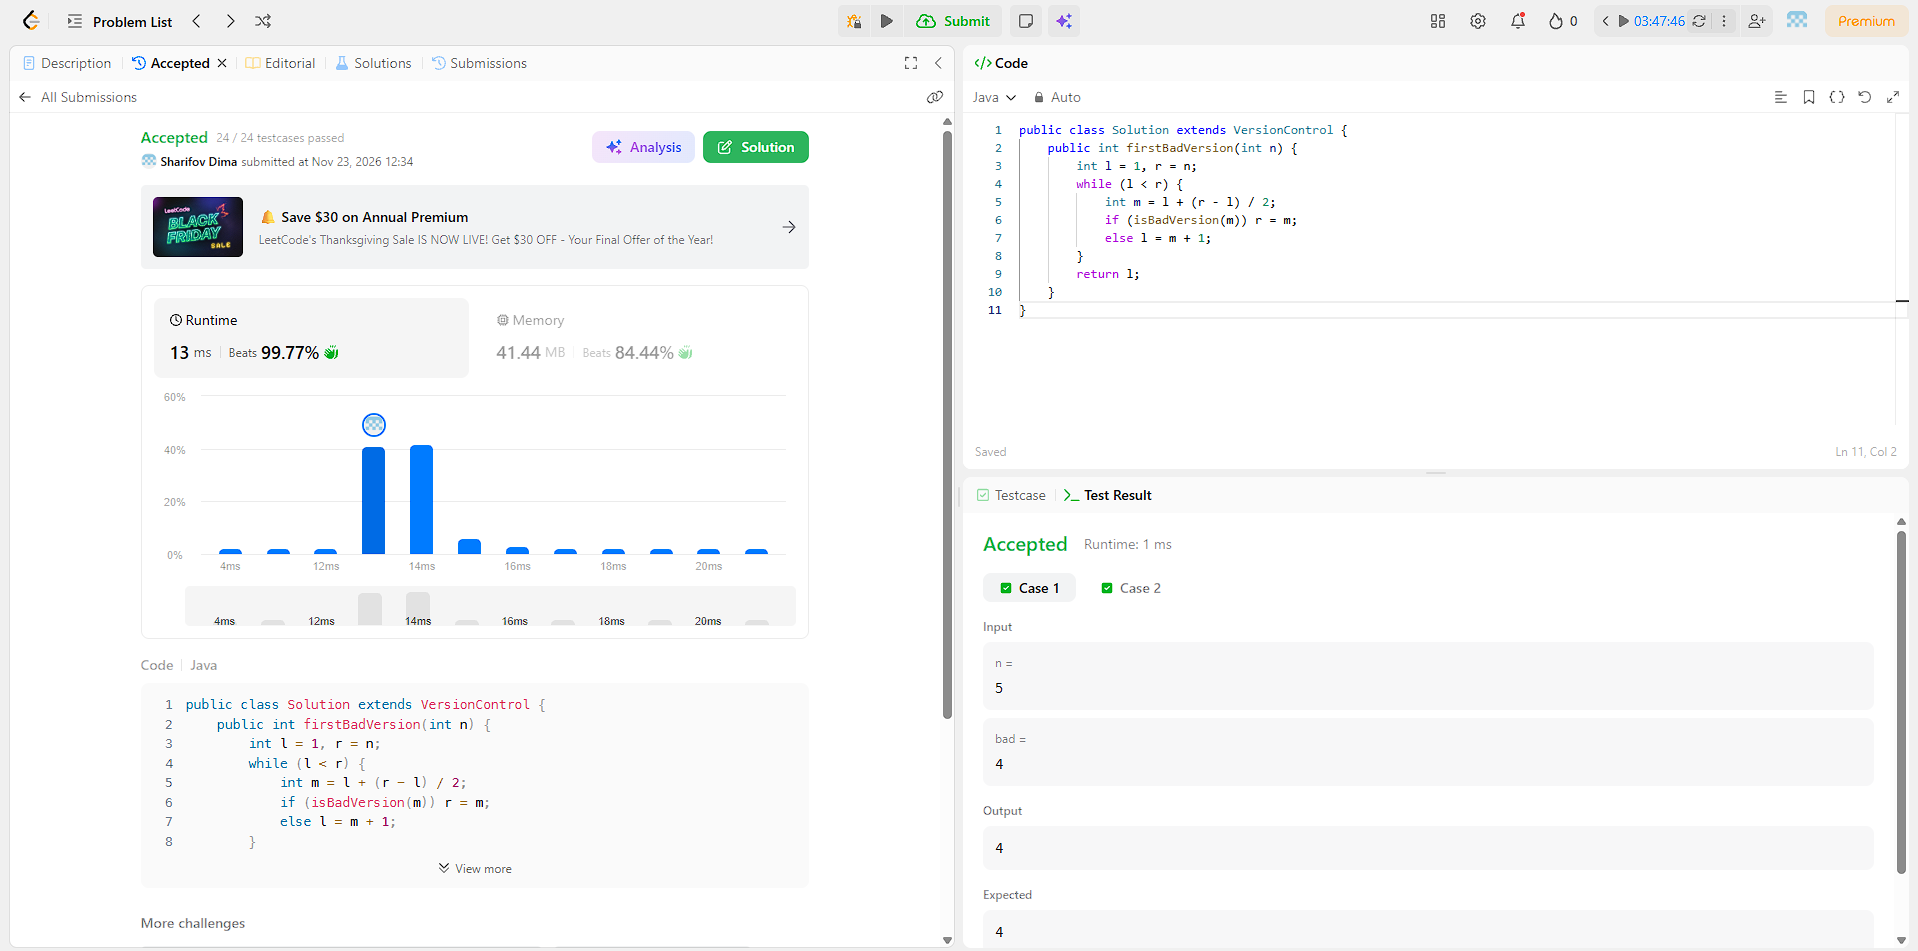 Problem List
Submit
0
03:47:46
Premium
Description
Accepted
Editorial
Solutions
Submissions
All Submissions
Accepted 24 / 24 testcases passed
Sharifov Dima submitted at Nov 23, 2026 12:34
Analysis
Solution
LeetCode
BLACK
FRIDAY
SALE
Save $30 on Annual Premium
LeetCode's Thanksgiving Sale IS NOW LIVE! Get $30 OFF - Your Final Offer of the Year!
Runtime
13 ms Beats 99.77%
Memory
41.44 MB Beats 84.44%
60%
40%
20%
0%
4ms 12ms 14ms 16ms 18ms 20ms
4ms 12ms 14ms 16ms 18ms 20ms
Code Java
1 public class Solution extends VersionControl {
2 public int firstBadVersion(int n) {
3 int l = 1, r = n;
4 while (l < r) {
5 int m = l + (r - l) / 2;
6 if (isBadVersion(m)) r = m;
7 else l = m + 1;
8 }
View more
More challenges
</> Code
Java Auto
1 public class Solution extends VersionControl {
2 public int firstBadVersion(int n) {
3 int l = 1, r = n;
4 while (l < r) {
5 int m = l + (r - l) / 2;
6 if (isBadVersion(m)) r = m;
7 else l = m + 1;
8 }
9 return l;
10 }
11 }
Saved
Ln 11, Col 2
Testcase
Test Result
Accepted Runtime: 1 ms
Case 1 Case 2
Input
n =
5
bad =
4
Output
4
Expected
4